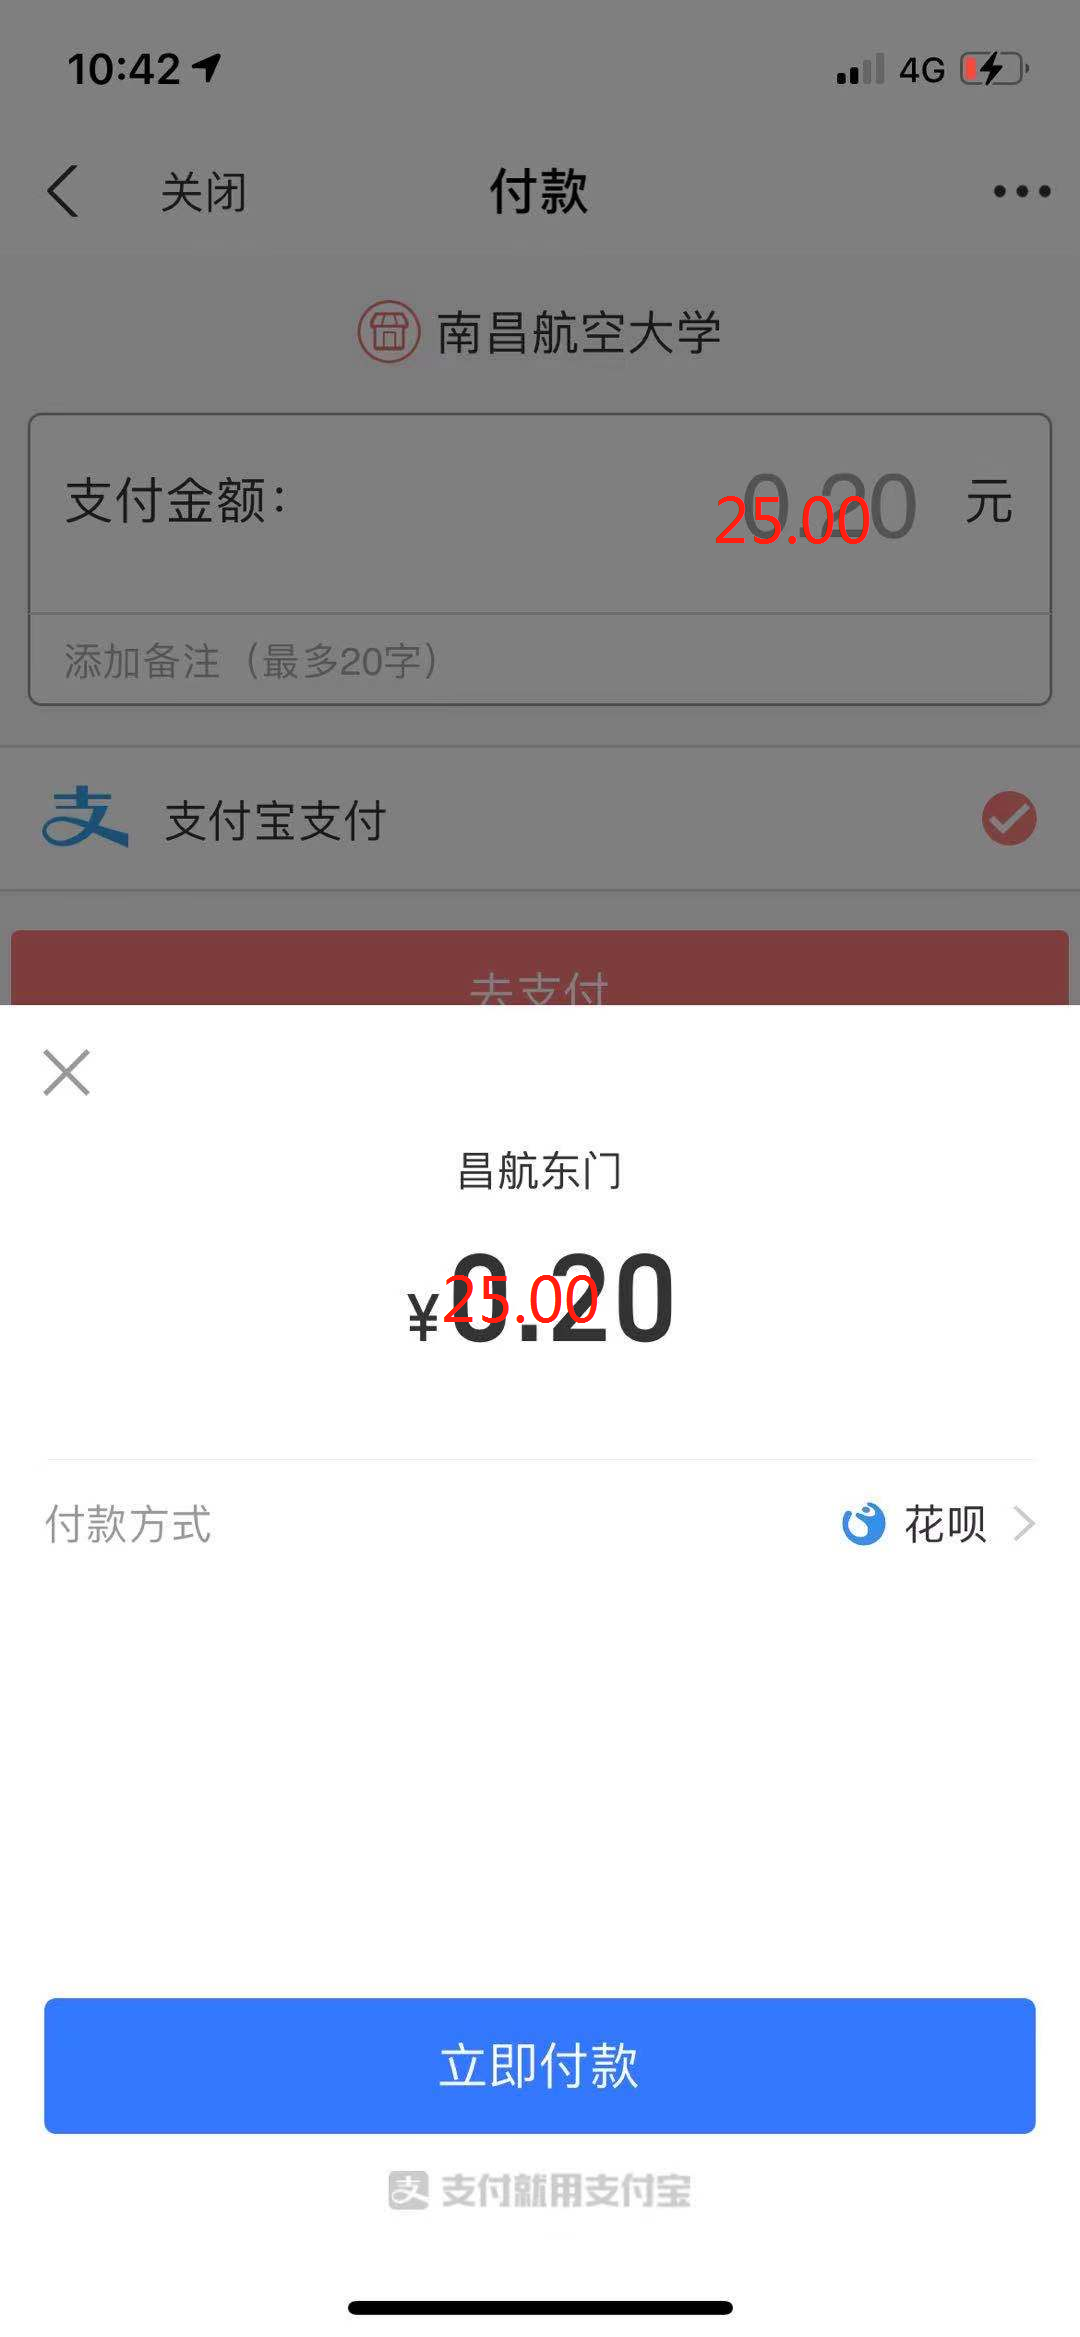 10:42
4G
关闭
付款
南昌航空大学
支付金额：
0.20
25.00
元
添加备注（最多20字）
支付宝支付
去支付
昌航东门
¥0.20
25.00
付款方式
花呗
立即付款
支付就用支付宝